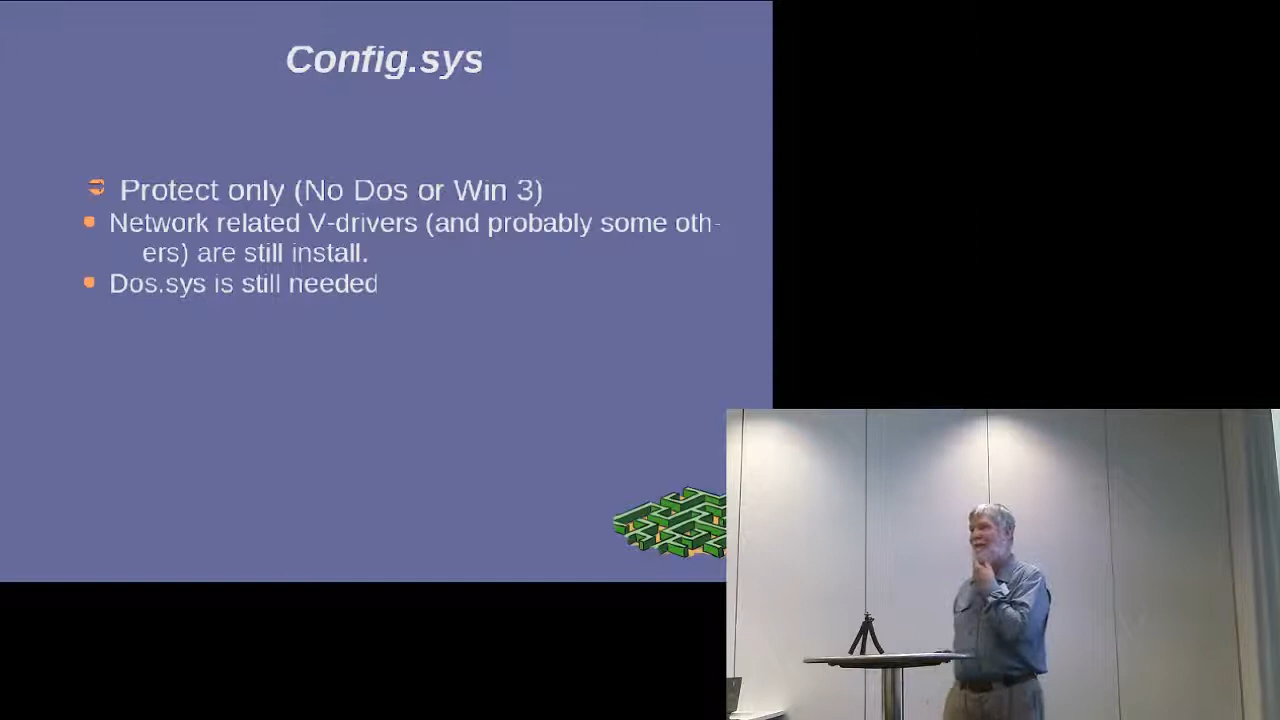 Config.sys
Protect only (No Dos or Win 3)
Network related V-drivers (and probably some oth-
ers) are still install.
Dos.sys is still needed